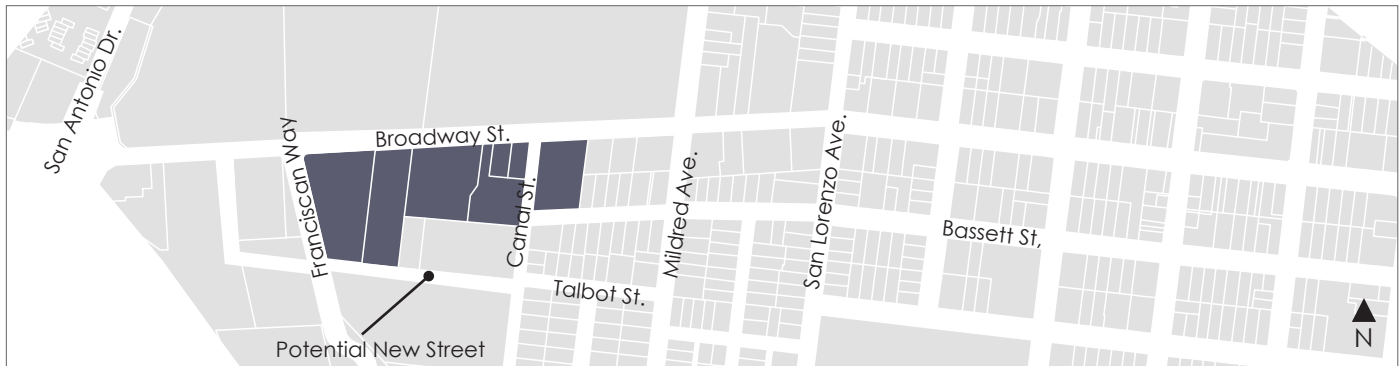 San Antonio Dr.
Franciscan Way
Broadway St.
Canal St.
Mildred Ave.
San Lorenzo Ave.
Bassett St,
Talbot St.
Potential New Street
N